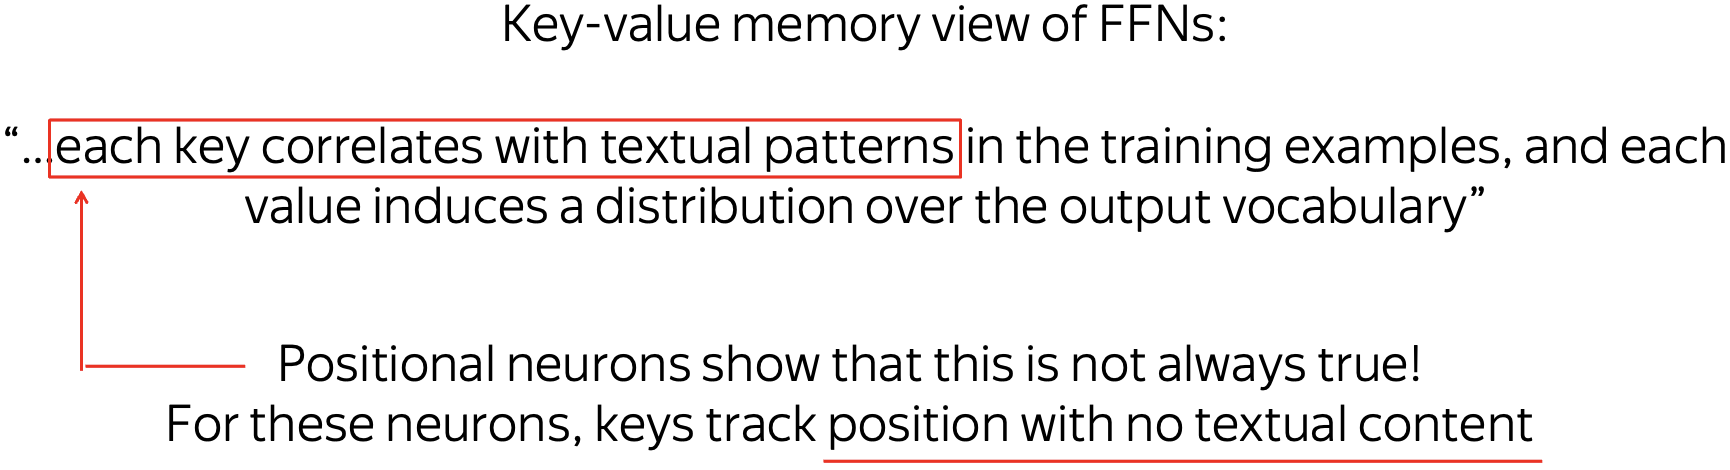 Key-value memory view of FFNs:
“...each key correlates with textual patterns in the training examples, and each
value induces a distribution over the output vocabulary”
Positional neurons show that this is not always true!
For these neurons, keys track position with no textual content